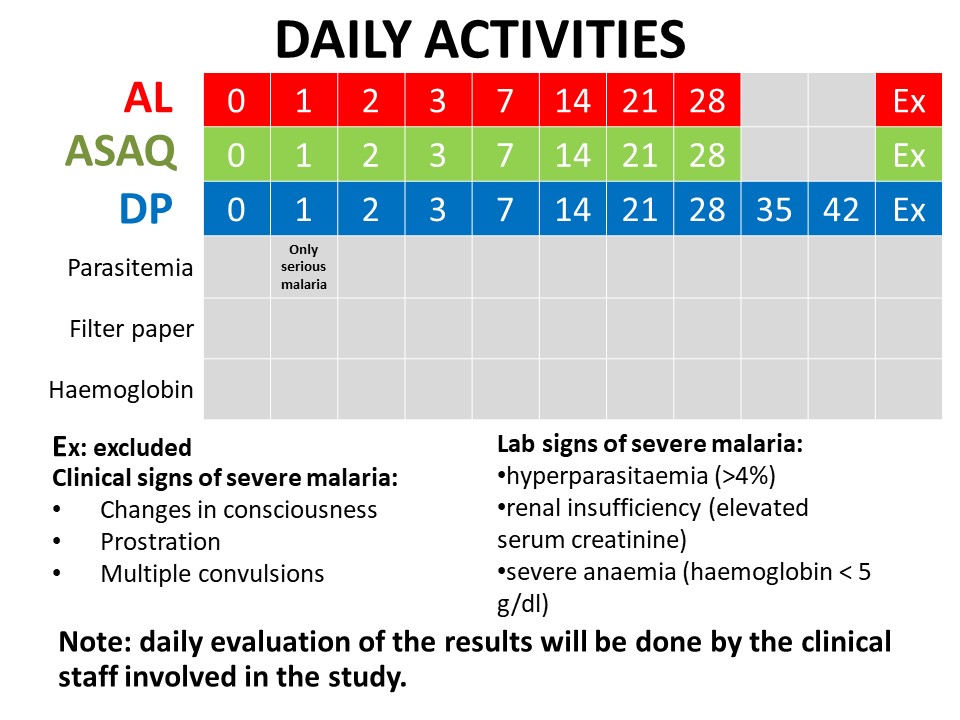 DAILY ACTIVITIES
AL 0 1 2 3 7 14 21 28 Ex
ASAQ 0 1 2 3 7 14 21 28 Ex
DP 0 1 2 3 7 14 21 28 35 42 Ex
Parasitemia
Only
serious
malaria
Filter paper
Haemoglobin
Ex: excluded
Clinical signs of severe malaria:
• Changes in consciousness
• Prostration
• Multiple convulsions
Lab signs of severe malaria:
•hyperparasitaemia (>4%)
•renal insufficiency (elevated
serum creatinine)
•severe anaemia (haemoglobin < 5
g/dl)
Note: daily evaluation of the results will be done by the clinical
staff involved in the study.